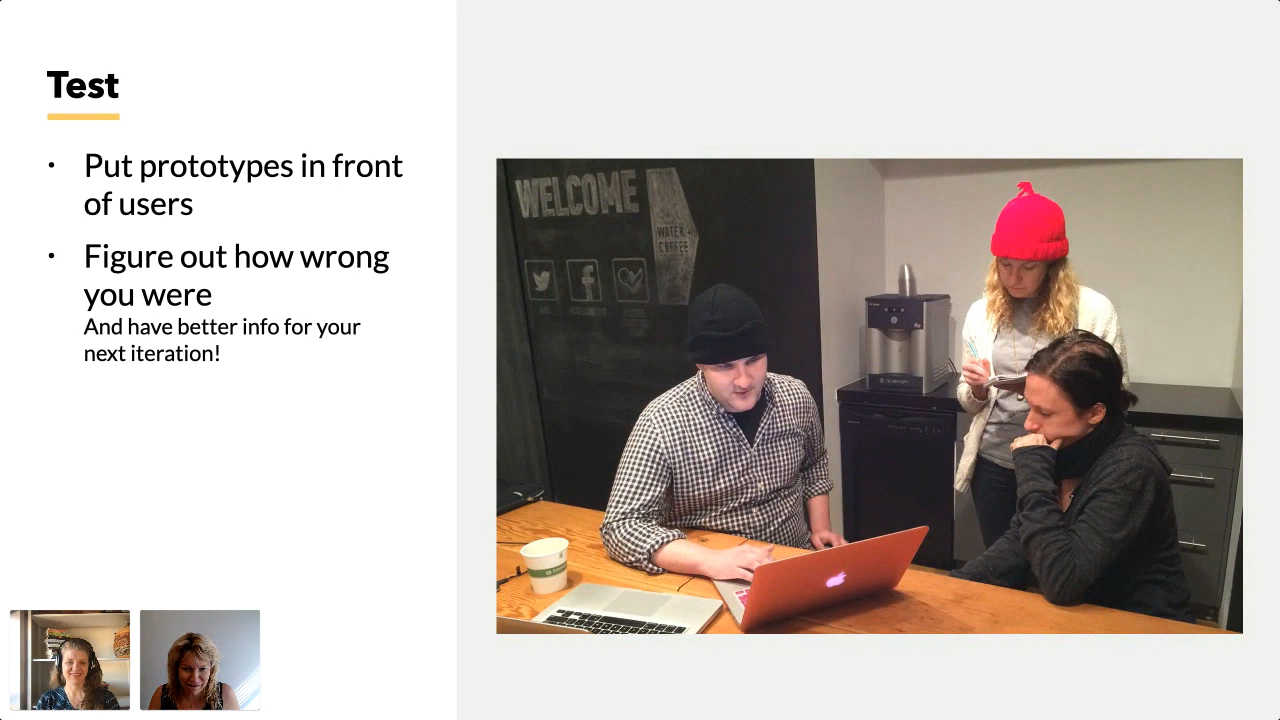 Test
• Put prototypes in front
of users
• Figure out how wrong
you were
And have better info for your
next iteration!
WELCOME
WATER +
COFFEE